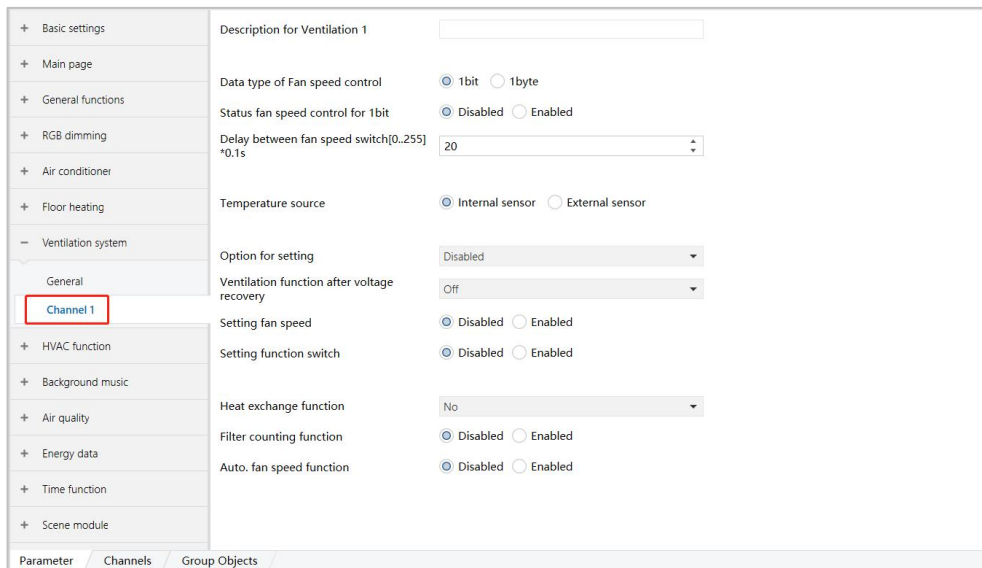 + Basic settings
+ Main page
+ General functions
+ RGB dimming
+ Air conditioner
+ Floor heating
− Ventilation system
General
Channel 1
+ HVAC function
+ Background music
+ Air quality
+ Energy data
+ Time function
+ Scene module
Description for Ventilation 1
Data type of Fan speed control 1bit 1byte
Status fan speed control for 1bit Disabled Enabled
Delay between fan speed switch[0..255]
*0.1s 20
Temperature source Internal sensor External sensor
Option for setting Disabled
Ventilation function after voltage
recovery Off
Setting fan speed Disabled Enabled
Setting function switch Disabled Enabled
Heat exchange function No
Filter counting function Disabled Enabled
Auto. fan speed function Disabled Enabled
Parameter Channels Group Objects